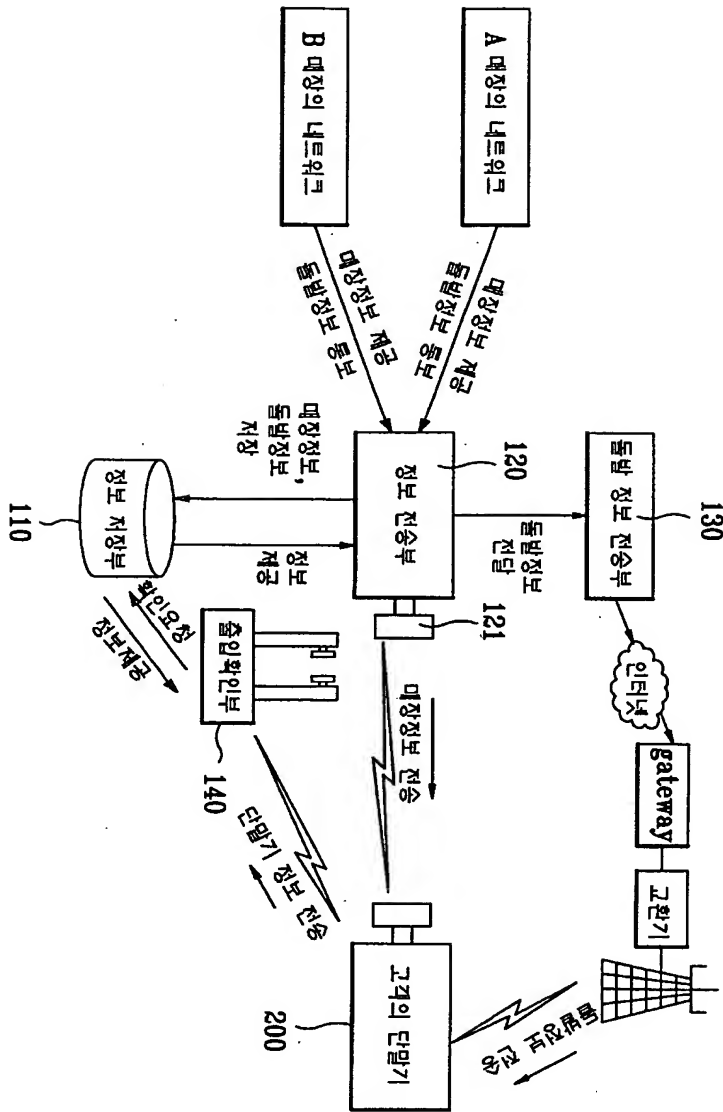 A 매장의 네트워크
B 매장의 네트워크
매장정보 제공
돌발정보 통보
매장정보 제공
돌발정보 통보
돌발 정보 전송부
130
정보 전송부
120
121
돌발정보
전달
매장정보,
돌발정보
저장
정보
제공
정보 저장부
110
확인요청
정보제공
출입확인부
140
인터넷
gateway
교환기
돌발정보 전송
매장정보 전송
단말기 정보 전송
고객의 단말기
200